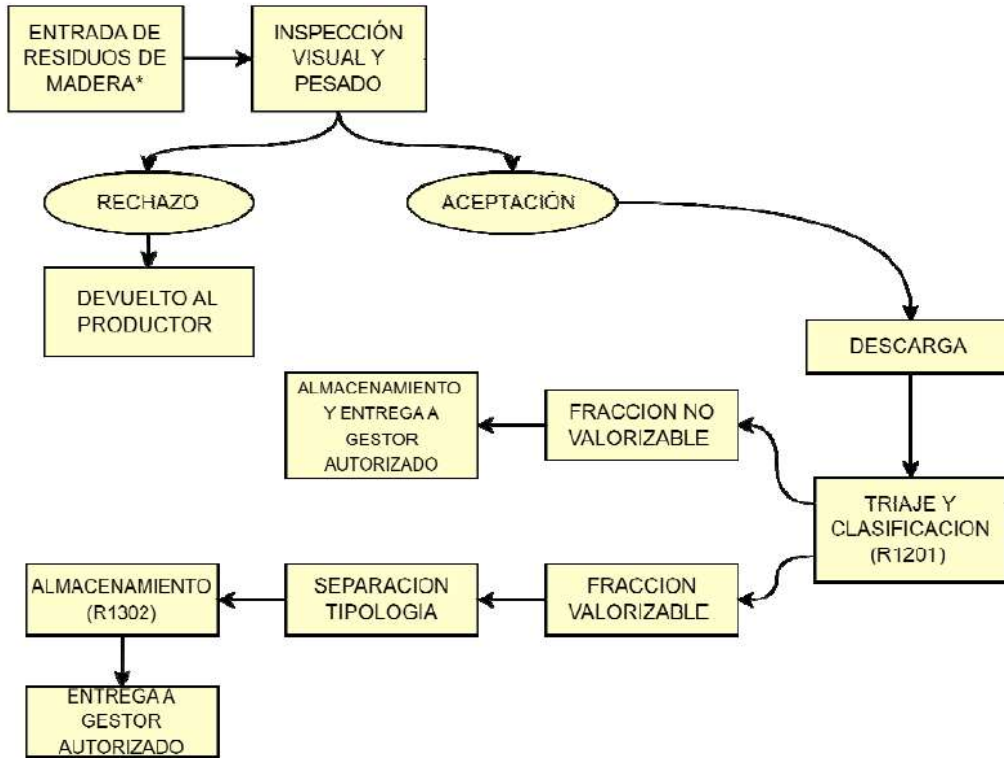 ENTRADA DE
RESIDUOS DE
MADERA*
INSPECCIÓN
VISUAL Y
PESADO
RECHAZO
ACEPTACIÓN
DEVUELTO AL
PRODUCTOR
DESCARGA
ALMACENAMIENTO
Y ENTREGA A
GESTOR
AUTORIZADO
FRACCION NO
VALORIZABLE
TRIAJE Y
CLASIFICACION
(R1201)
ALMACENAMIENTO
(R1302)
SEPARACION
TIPOLOGIA
FRACCION
VALORIZABLE
ENTREGA A
GESTOR
AUTORIZADO